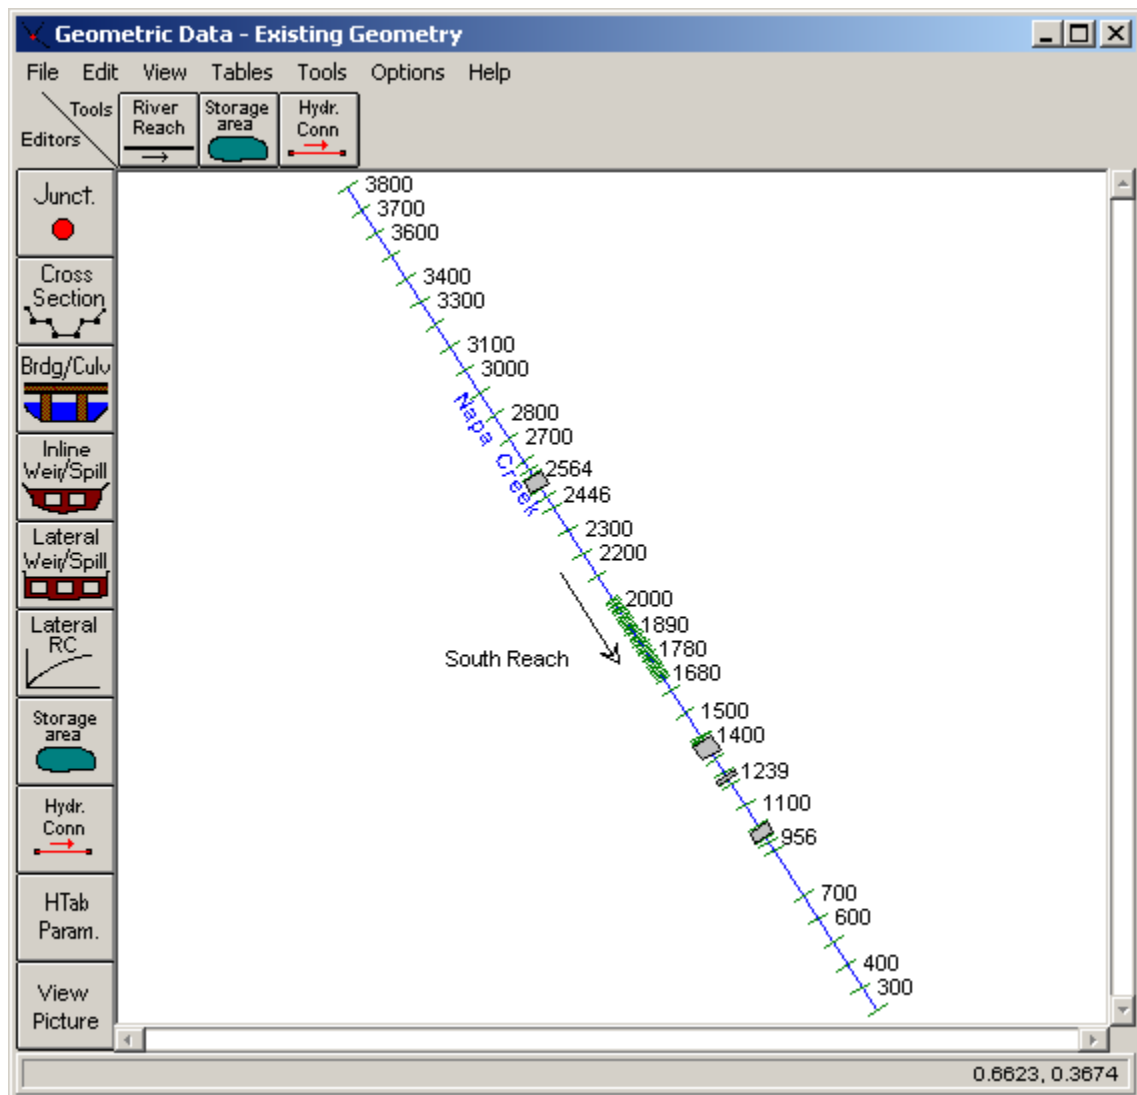 Geometric Data - Existing Geometry
File Edit View Tables Tools Options Help
Tools
Editors
River
Reach
Storage
area
Hydr.
Conn
Junct.
Cross
Section
Brdg/Culv
Inline
Weir/Spill
Lateral
Weir/Spill
Lateral
RC
Storage
area
Hydr.
Conn
HTab
Param.
View
Picture
3800
3700
3600
3400
3300
3100
3000
Napa Creek
2800
2700
2564
2446
2300
2200
2000
1890
1780
South Reach
1680
1500
1400
1239
1100
956
700
600
400
300
0.6623, 0.3674